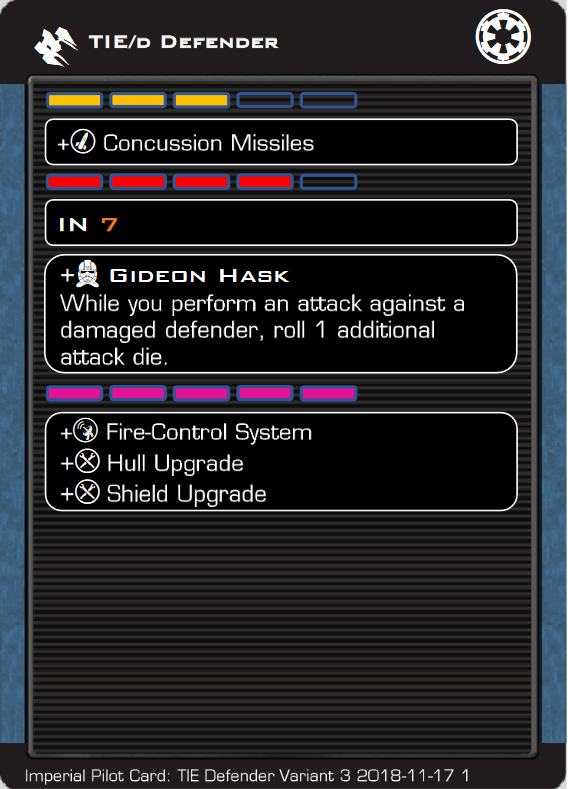 TIE/d Defender
+ Concussion Missiles
IN 7
+ Gideon Hask
While you perform an attack against a
damaged defender, roll 1 additional
attack die.
+ Fire-Control System
+ Hull Upgrade
+ Shield Upgrade
Imperial Pilot Card: TIE Defender Variant 3 2018-11-17 1